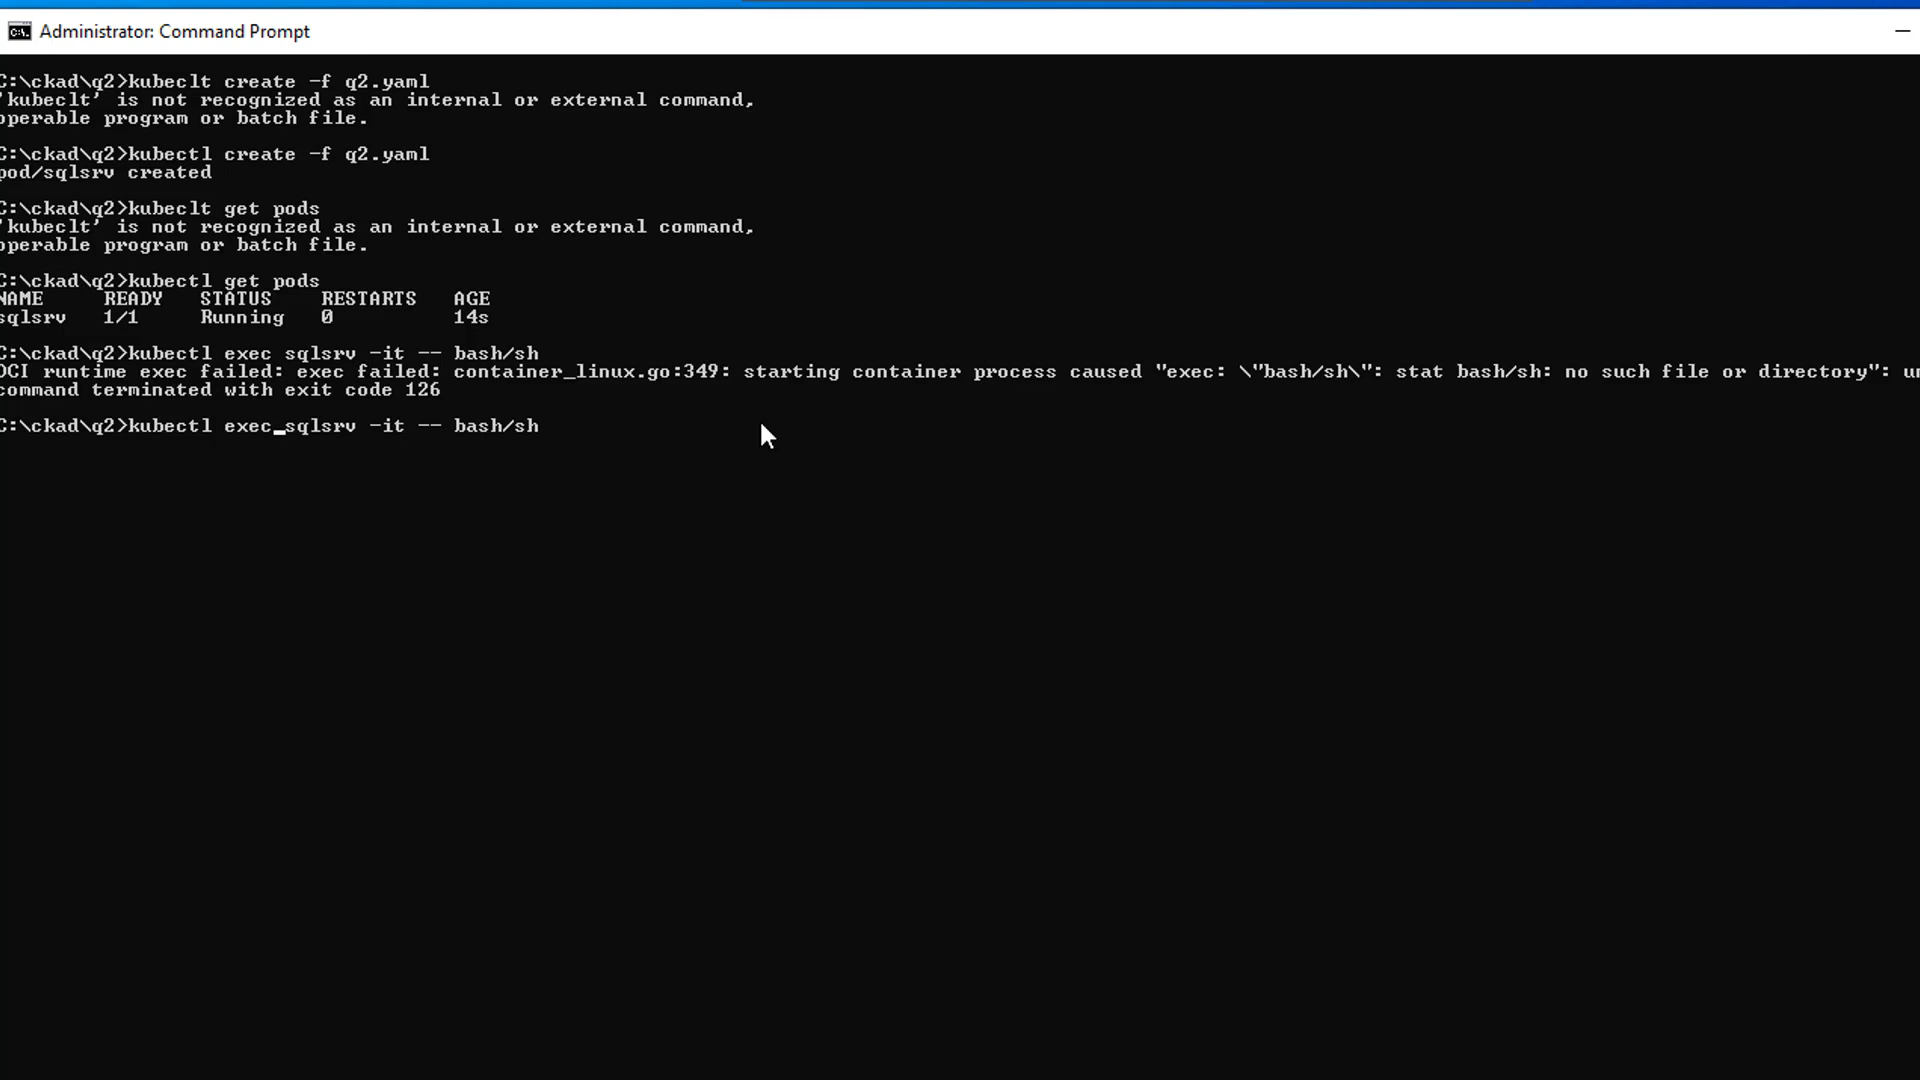 Administrator: Command Prompt
C:\ckad\q2>kubeclt create -f q2.yaml
'kubeclt' is not recognized as an internal or external command,
operable program or batch file.
C:\ckad\q2>kubectl create -f q2.yaml
pod/sqlsrv created
C:\ckad\q2>kubeclt get pods
'kubeclt' is not recognized as an internal or external command,
operable program or batch file.
C:\ckad\q2>kubectl get pods
NAME READY STATUS RESTARTS AGE
sqlsrv 1/1 Running 0 14s
C:\ckad\q2>kubectl exec sqlsrv -it -- bash/sh
OCI runtime exec failed: exec failed: container_linux.go:349: starting container process caused "exec: \"bash/sh\": stat bash/sh: no such file or directory":
command terminated with exit code 126
C:\ckad\q2>kubectl exec sqlsrv -it -- bash/sh